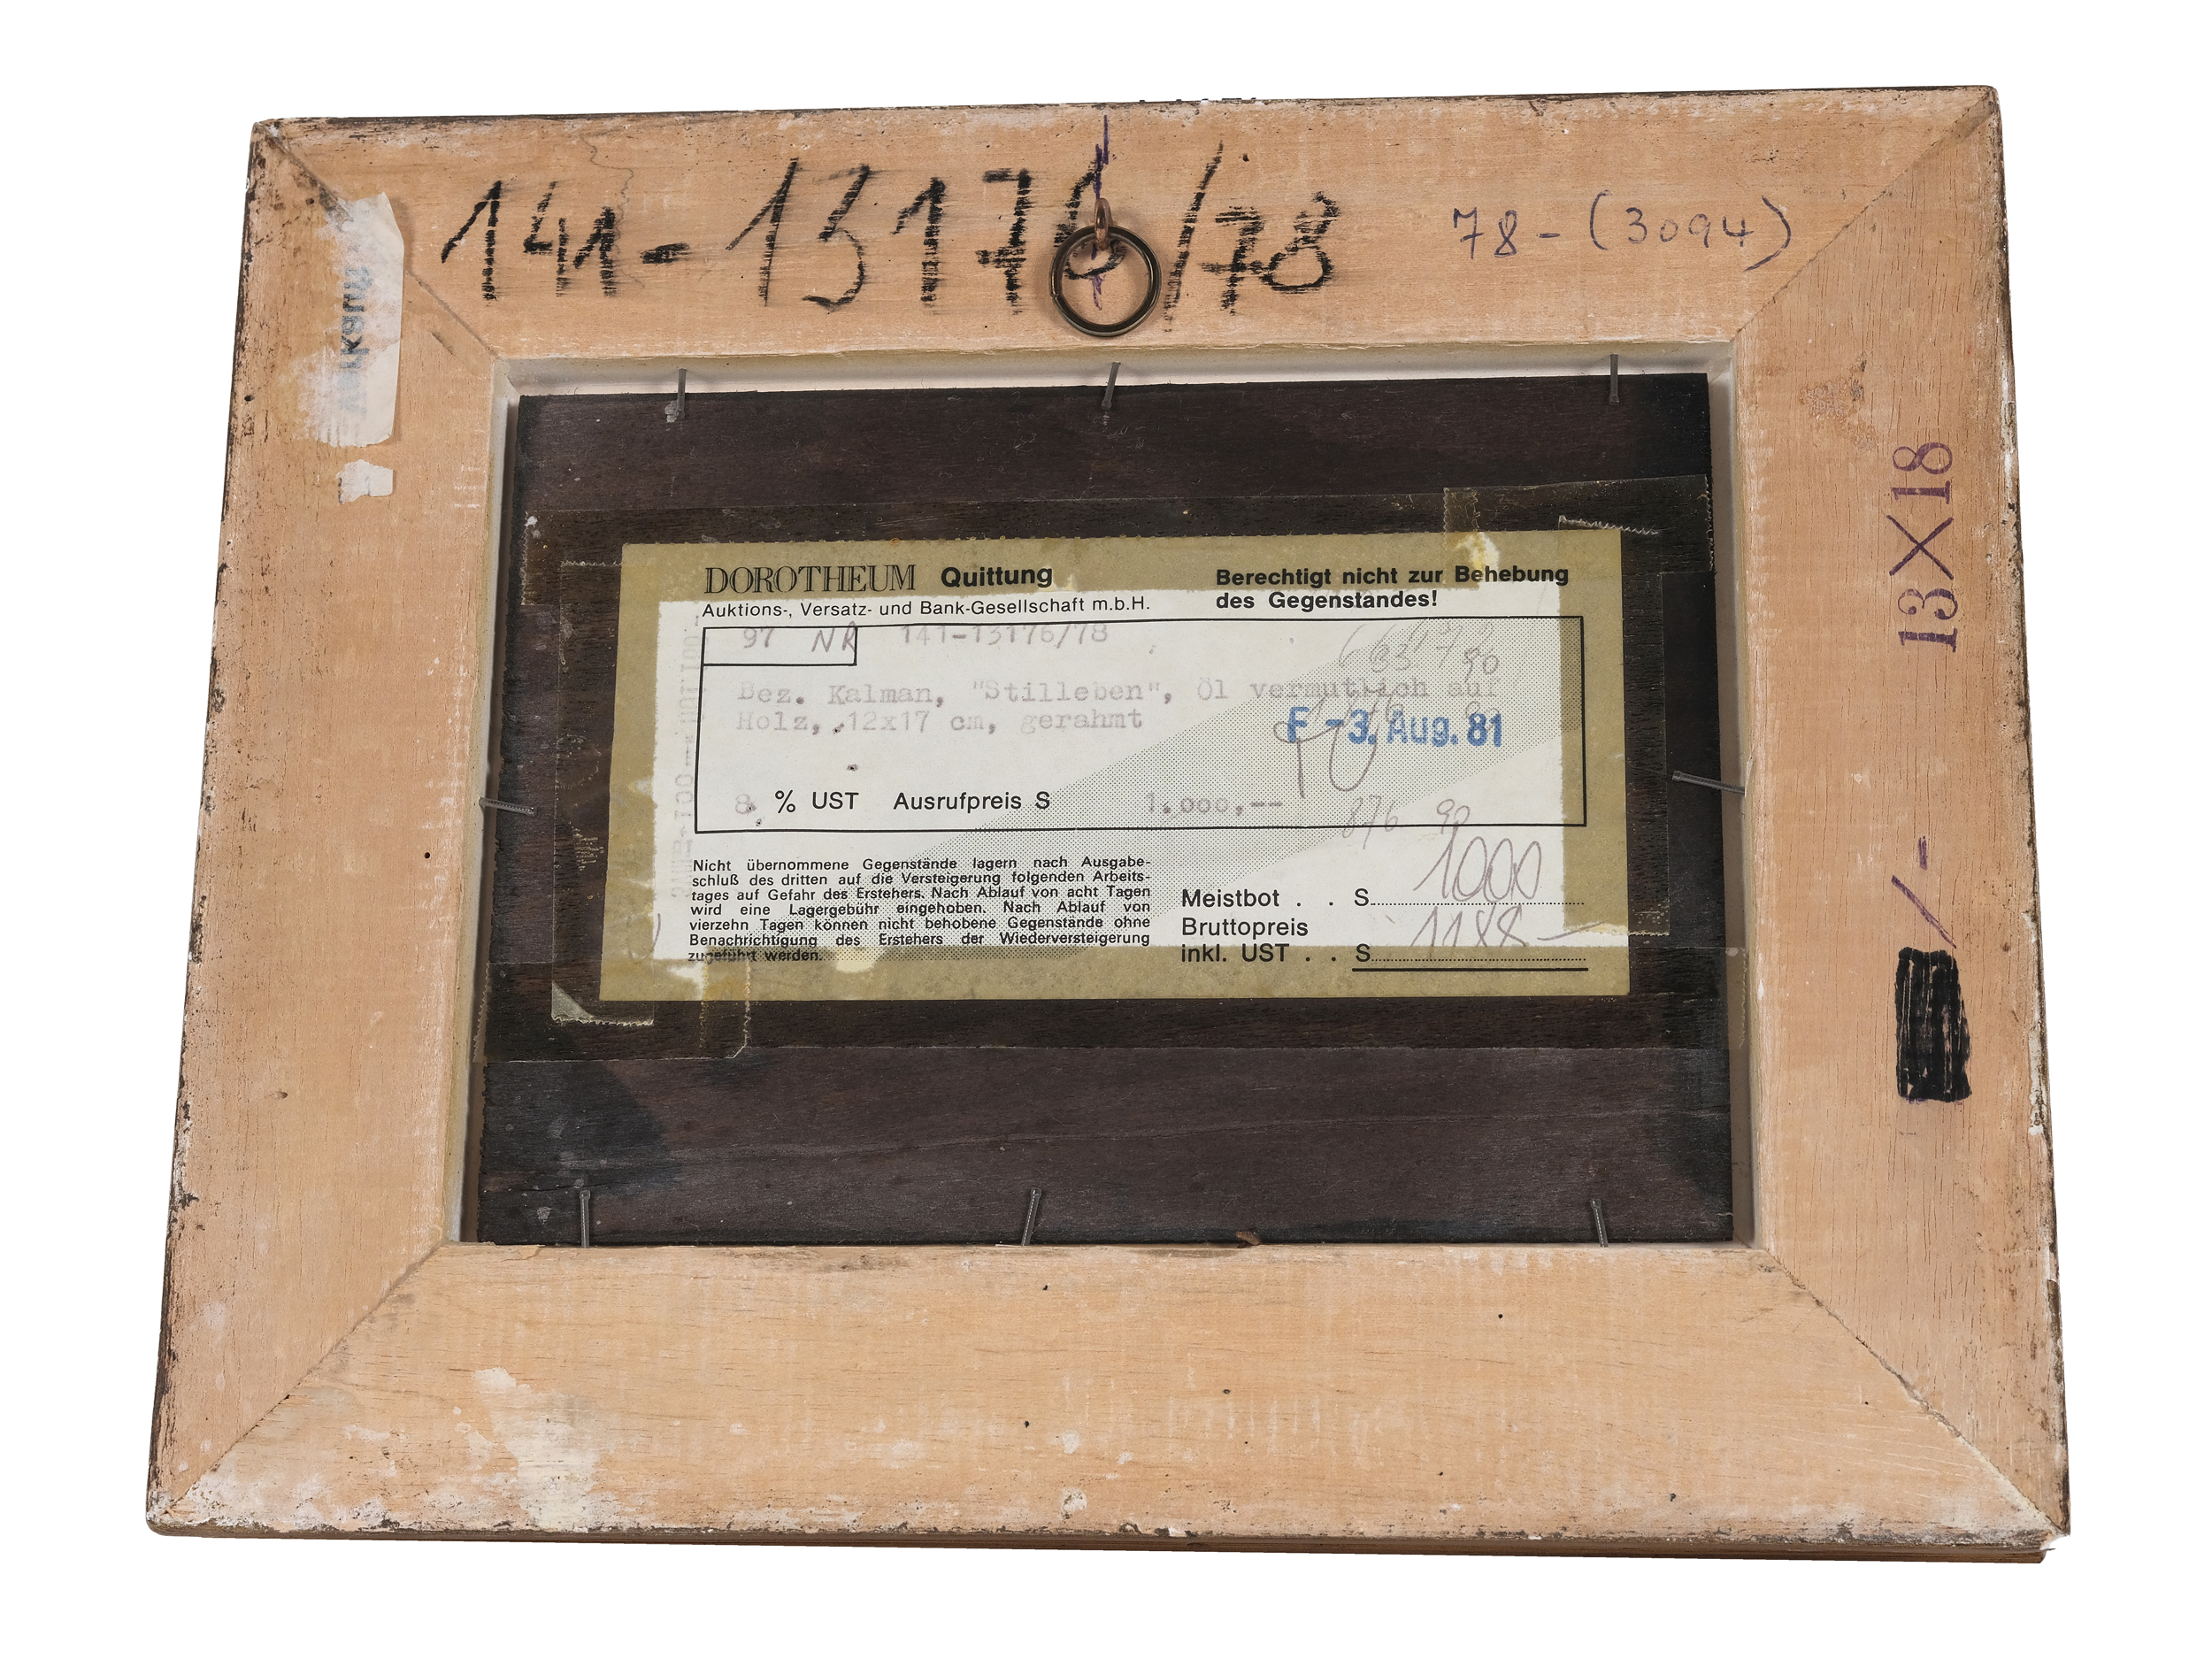 141-13176/78
78-(3094)
13X18
DOROTHEUM Quittung
Auktions-, Versatz- und Bank-Gesellschaft m.b.H.
Berechtigt nicht zur Behebung
des Gegenstandes!
97 NR 141-13176/78
90
Bez. Kalman, "Stilleben", Öl vermutlich auf
Holz, 12x17 cm, gerahmt
F -3. Aug. 81
8 % UST Ausrufpreis S 1.000,--
876 90
Nicht übernommene Gegenstände lagern nach Ausgabe-
schluß des dritten auf die Versteigerung folgenden Arbeits-
tages auf Gefahr des Erstehers. Nach Ablauf von acht Tagen
wird eine Lagergebühr eingehoben. Nach Ablauf von
vierzehn Tagen können nicht behobene Gegenstände ohne
Benachrichtigung des Erstehers der Wiederversteigerung
zugeführt werden.
Meistbot . . S 1000
Bruttopreis
inkl. UST . . S 1188-